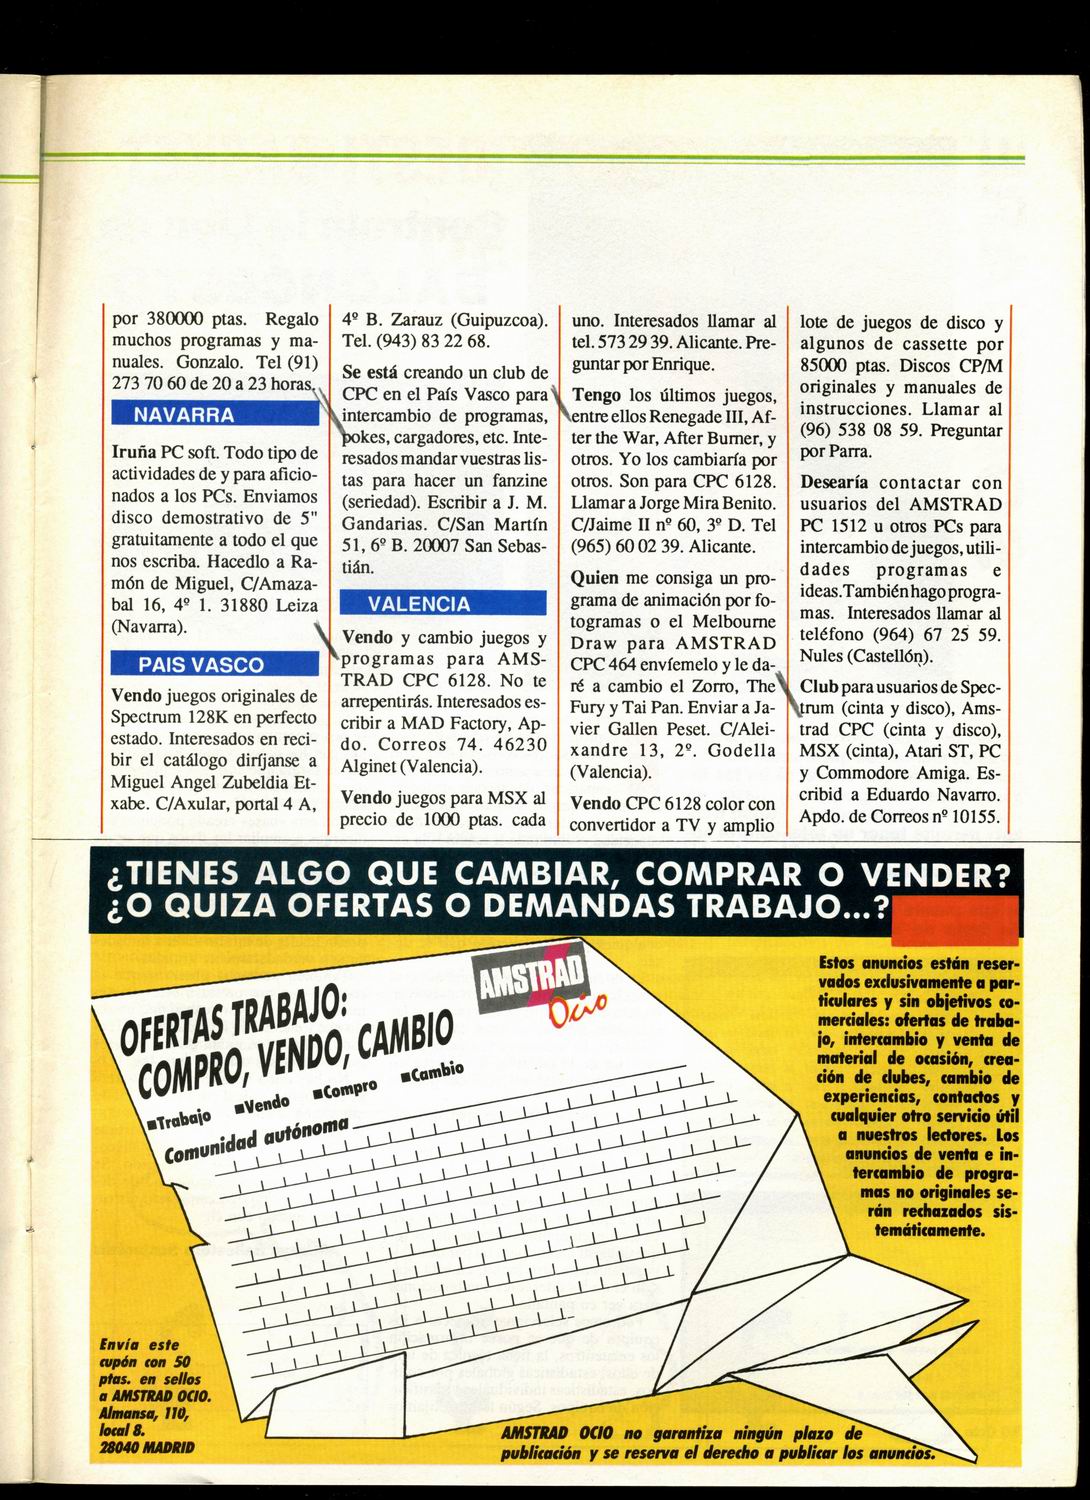 por 380000 ptas. Regalo
muchos programas y ma-
nuales. Gonzalo. Tel (91)
273 70 60 de 20 a 23 horas.
NAVARRA
Iruña PC soft. Todo tipo de
actividades de y para aficio-
nados a los PCs. Enviamos
disco demostrativo de 5"
gratuitamente a todo el que
nos escriba. Hacedlo a Ra-
món de Miguel, C/Amaza-
bal 16, 4º 1. 31880 Leiza
(Navarra).
PAIS VASCO
Vendo juegos originales de
Spectrum 128K en perfecto
estado. Interesados en reci-
bir el catálogo diríjanse a
Miguel Angel Zubeldia Et-
xabe. C/Axular, portal 4 A,
4º B. Zarauz (Guipuzcoa).
Tel. (943) 83 22 68.
Se está creando un club de
CPC en el País Vasco para
intercambio de programas,
pokes, cargadores, etc. Inte-
resados mandar vuestras lis-
tas para hacer un fanzine
(seriedad). Escribir a J. M.
Gandarias. C/San Martín
51, 6º B. 20007 San Sebas-
tián.
VALENCIA
Vendo y cambio juegos y
programas para AMS-
TRAD CPC 6128. No te
arrepentirás. Interesados es-
cribir a MAD Factory, Ap-
do. Correos 74. 46230
Alginet (Valencia).
Vendo juegos para MSX al
precio de 1000 ptas. cada
uno. Interesados llamar al
tel. 573 29 39. Alicante. Pre-
guntar por Enrique.
Tengo los últimos juegos,
entre ellos Renegade III, Af-
ter the War, After Burner, y
otros. Yo los cambiaría por
otros. Son para CPC 6128.
Llamar a Jorge Mira Benito.
C/Jaime II nº 60, 3º D. Tel
(965) 60 02 39. Alicante.
Quien me consiga un pro-
grama de animación por fo-
togramas o el Melbourne
Draw para AMSTRAD
CPC 464 envíemelo y le da-
ré a cambio el Zorro, The
Fury y Tai Pan. Enviar a Ja-
vier Gallen Peset. C/Alei-
xandre 13, 2º. Godella
(Valencia).
Vendo CPC 6128 color con
convertidor a TV y amplio
lote de juegos de disco y
algunos de cassette por
85000 ptas. Discos CP/M
originales y manuales de
instrucciones. Llamar al
(96) 538 08 59. Preguntar
por Parra.
Desearía contactar con
usuarios del AMSTRAD
PC 1512 u otros PCs para
intercambio de juegos, utili-
dades programas e
ideas. También hago progra-
mas. Interesados llamar al
teléfono (964) 67 25 59.
Nules (Castellón).
Club para usuarios de Spec-
trum (cinta y disco), Ams-
trad CPC (cinta y disco),
MSX (cinta), Atari ST, PC
y Commodore Amiga. Es-
cribid a Eduardo Navarro.
Apdo. de Correos nº 10155.
¿TIENES ALGO QUE CAMBIAR, COMPRAR O VENDER?
¿O QUIZA OFERTAS O DEMANDAS TRABAJO...?
AMSTRAD
Ocio
OFERTAS TRABAJO:
COMPRO, VENDO, CAMBIO
■Trabajo ■Vendo ■Compro ■Cambio
Comunidad autónoma
Estos anuncios están reser-
vados exclusivamente a par-
ticulares y sin objetivos co-
merciales: ofertas de traba-
jo, intercambio y venta de
material de ocasión, crea-
ción de clubes, cambio de
experiencias, contactos y
cualquier otro servicio útil
a nuestros lectores. Los
anuncios de venta e in-
tercambio de progra-
mas no originales se-
rán rechazados sis-
temáticamente.
Envía este
cupón con 50
ptas. en sellos
a AMSTRAD OCIO.
Almansa, 110,
local 8.
28040 MADRID
AMSTRAD OCIO no garantiza ningún plazo de
publicación y se reserva el derecho a publicar los anuncios.